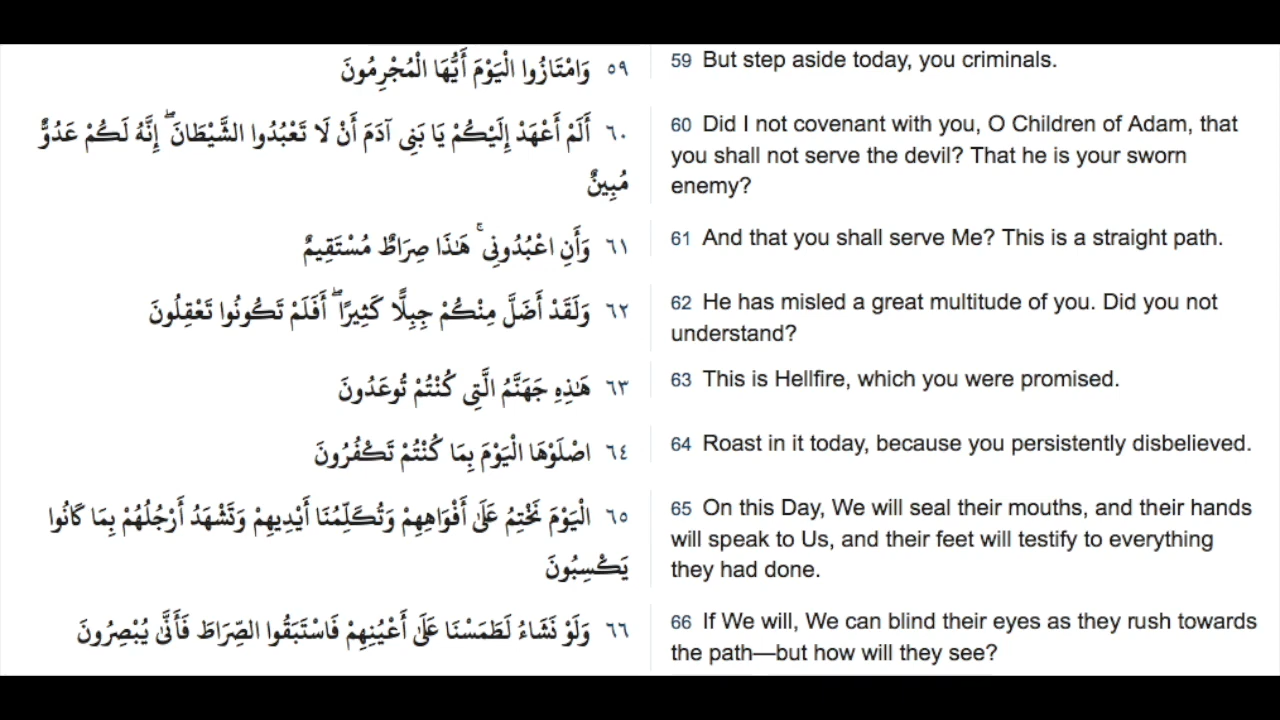 ٥٩ وَامْتَازُوا الْيَوْمَ أَيُّهَا الْمُجْرِمُونَ
59 But step aside today, you criminals.
٦٠ أَلَمْ أَعْهَدْ إِلَيْكُمْ يَا بَنِي آدَمَ أَنْ لَا تَعْبُدُوا الشَّيْطَانَ ۖ إِنَّهُ لَكُمْ عَدُوٌّ
مُبِينٌ
60 Did I not covenant with you, O Children of Adam, that
you shall not serve the devil? That he is your sworn
enemy?
٦١ وَأَنِ اعْبُدُونِي ۚ هَٰذَا صِرَاطٌ مُسْتَقِيمٌ
61 And that you shall serve Me? This is a straight path.
٦٢ وَلَقَدْ أَضَلَّ مِنْكُمْ جِبِلًّا كَثِيرًا ۖ أَفَلَمْ تَكُونُوا تَعْقِلُونَ
62 He has misled a great multitude of you. Did you not
understand?
٦٣ هَٰذِهِ جَهَنَّمُ الَّتِي كُنْتُمْ تُوعَدُونَ
63 This is Hellfire, which you were promised.
٦٤ اصْلَوْهَا الْيَوْمَ بِمَا كُنْتُمْ تَكْفُرُونَ
64 Roast in it today, because you persistently disbelieved.
٦٥ الْيَوْمَ نَخْتِمُ عَلَىٰ أَفْوَاهِهِمْ وَتُكَلِّمُنَا أَيْدِيهِمْ وَتَشْهَدُ أَرْجُلُهُمْ بِمَا كَانُوا
يَكْسِبُونَ
65 On this Day, We will seal their mouths, and their hands
will speak to Us, and their feet will testify to everything
they had done.
٦٦ وَلَوْ نَشَاءُ لَطَمَسْنَا عَلَىٰ أَعْيُنِهِمْ فَاسْتَبَقُوا الصِّرَاطَ فَأَنَّىٰ يُبْصِرُونَ
66 If We will, We can blind their eyes as they rush towards
the path—but how will they see?